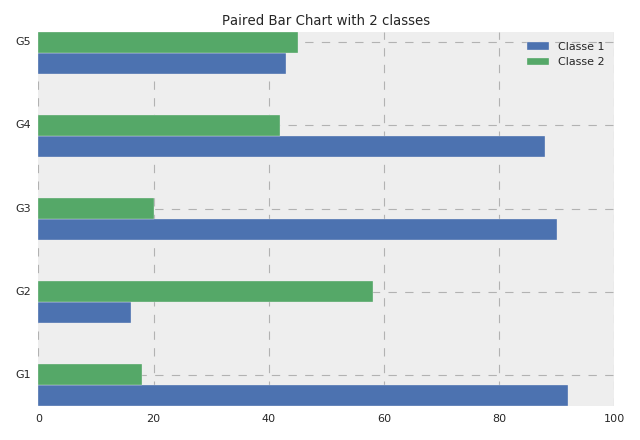 Paired Bar Chart with 2 classes
Classe 1
Classe 2
G5
G4
G3
G2
G1
0 20 40 60 80 100